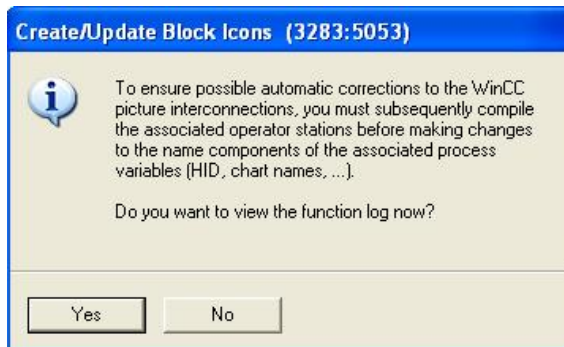 Create/Update Block Icons (3283:5053)
To ensure possible automatic corrections to the WinCC
picture interconnections, you must subsequently compile
the associated operator stations before making changes
to the name components of the associated process
variables (HID, chart names, ...).
Do you want to view the function log now?
Yes No